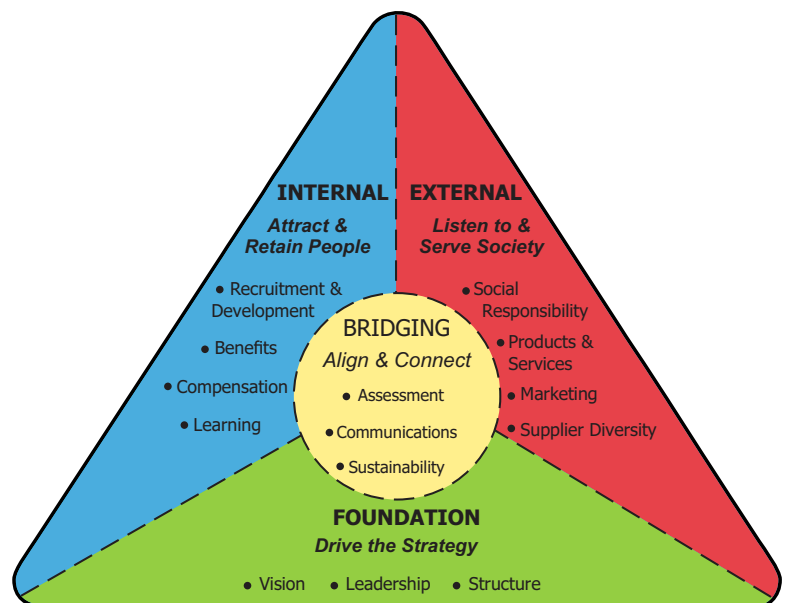 INTERNAL
Attract &
Retain People
• Recruitment &
Development
• Benefits
• Compensation
• Learning
EXTERNAL
Listen to &
Serve Society
• Social
Responsibility
• Products &
Services
• Marketing
• Supplier Diversity
BRIDGING
Align & Connect
• Assessment
• Communications
• Sustainability
FOUNDATION
Drive the Strategy
• Vision • Leadership • Structure